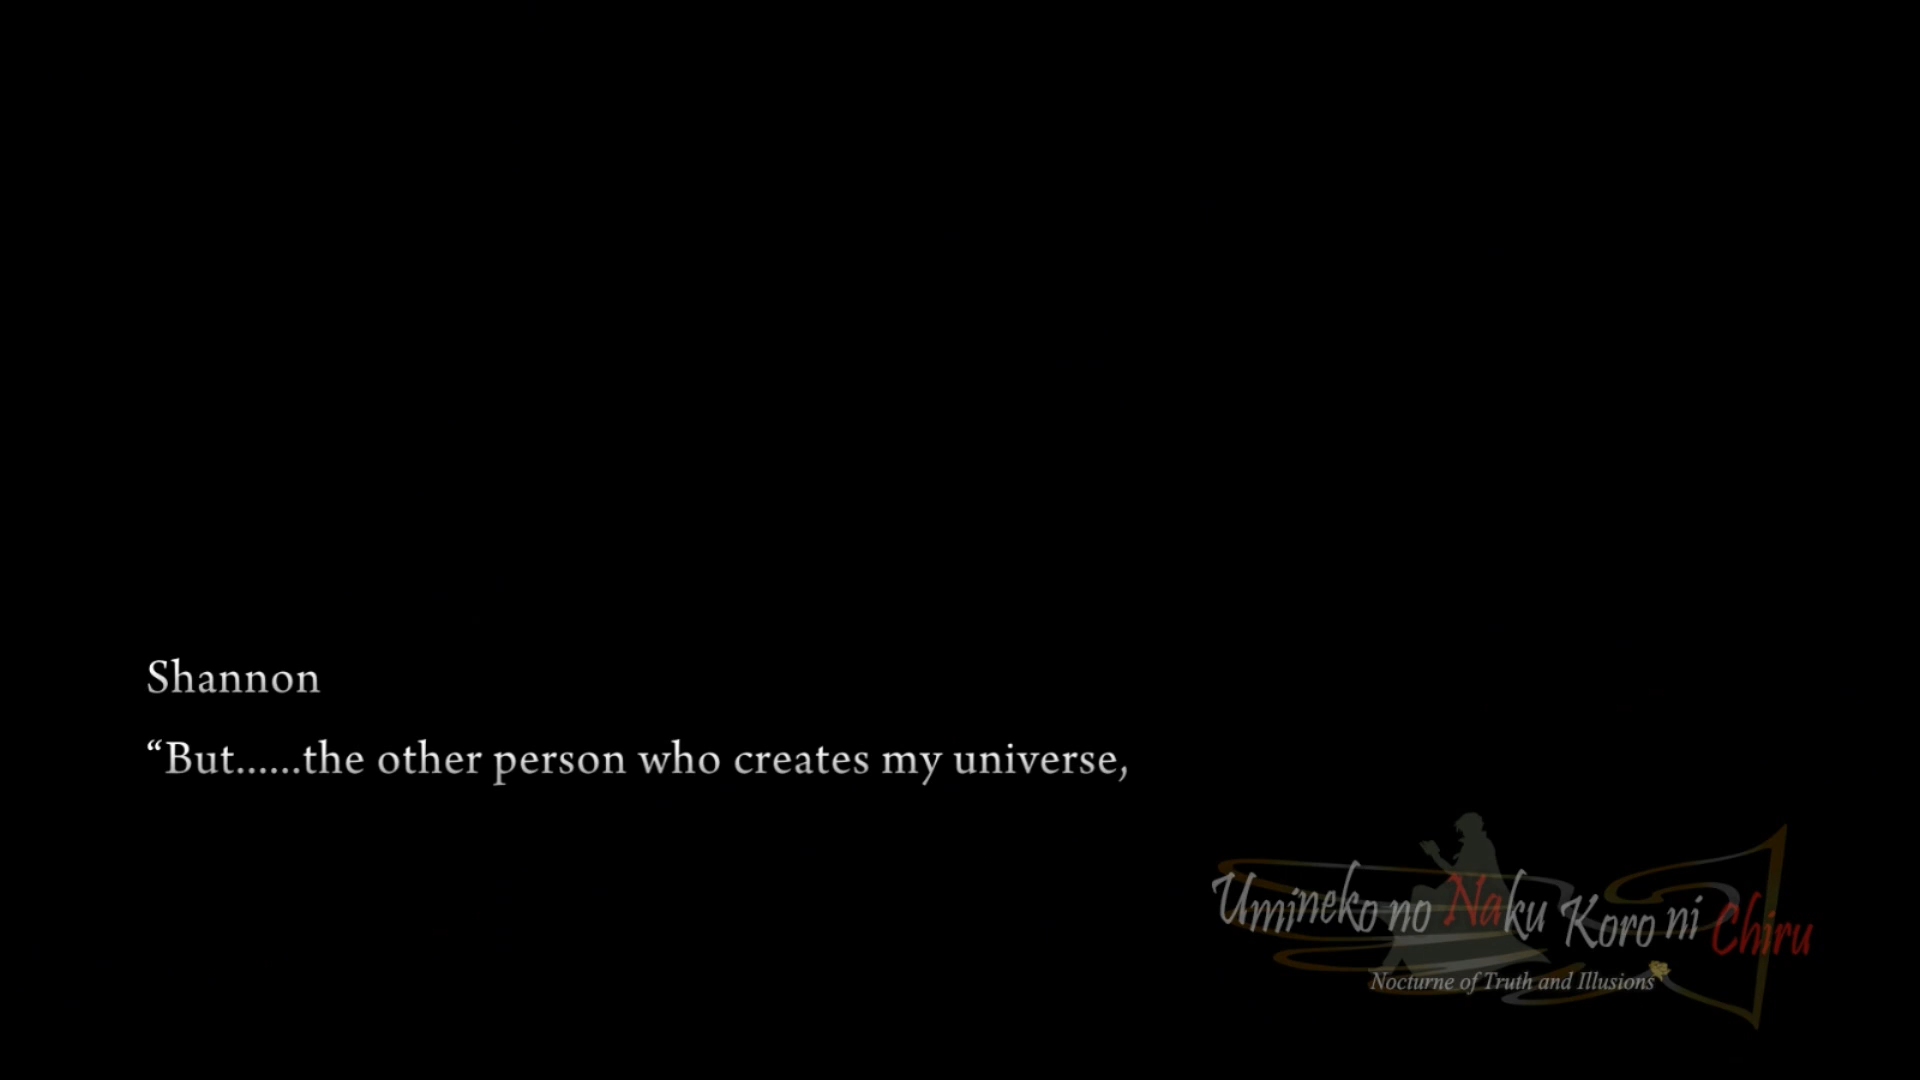 Shannon
“But......the other person who creates my universe,
Umineko no Naku Koro ni Chiru
Nocturne of Truth and Illusions